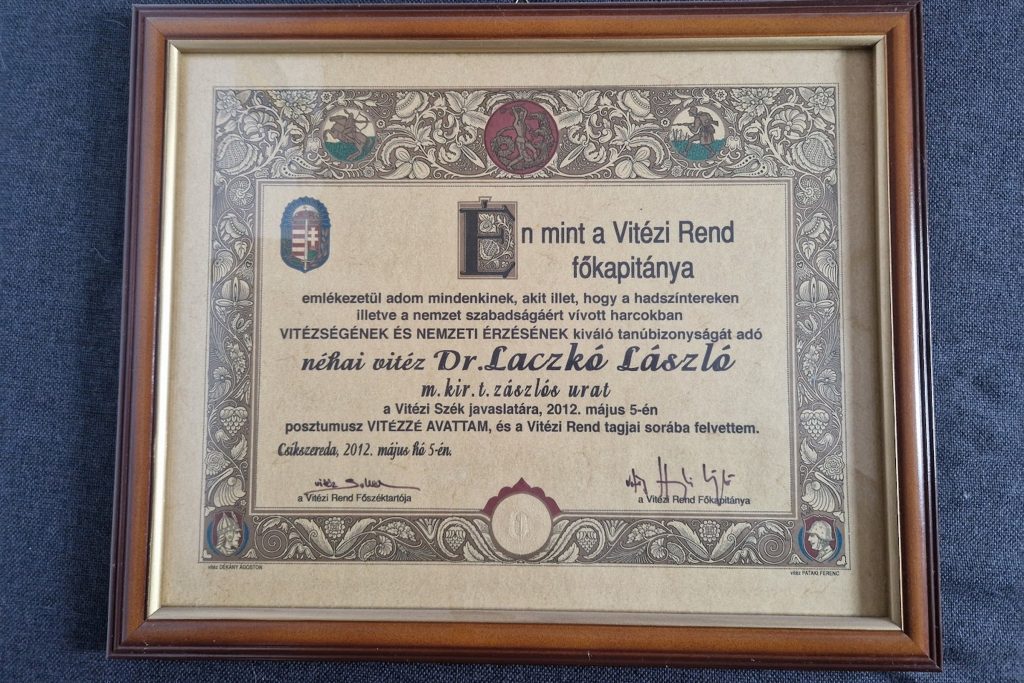 Én mint a Vitézi Rend
főkapitánya
emlékezetül adom mindenkinek, akit illet, hogy a hadszíntereken
illetve a nemzet szabadságáért vívott harcokban
VITÉZSÉGÉNEK ÉS NEMZETI ÉRZÉSÉNEK kiváló tanúbizonyságát adó
néhai vitéz Dr.Laczkó László
m.kir.t.zászlós urat
a Vitézi Szék javaslatára, 2012. május 5-én
posztumusz VITÉZZÉ AVATTAM, és a Vitézi Rend tagjai sorába felvettem.
Csíkszereda, 2012. május hó 5-én.
vitéz
a Vitézi Rend Főszéktartója
a Vitézi Rend Főkapitánya
vitéz DÉKÁNY ÁGOSTON
vitéz PATAKI FERENC